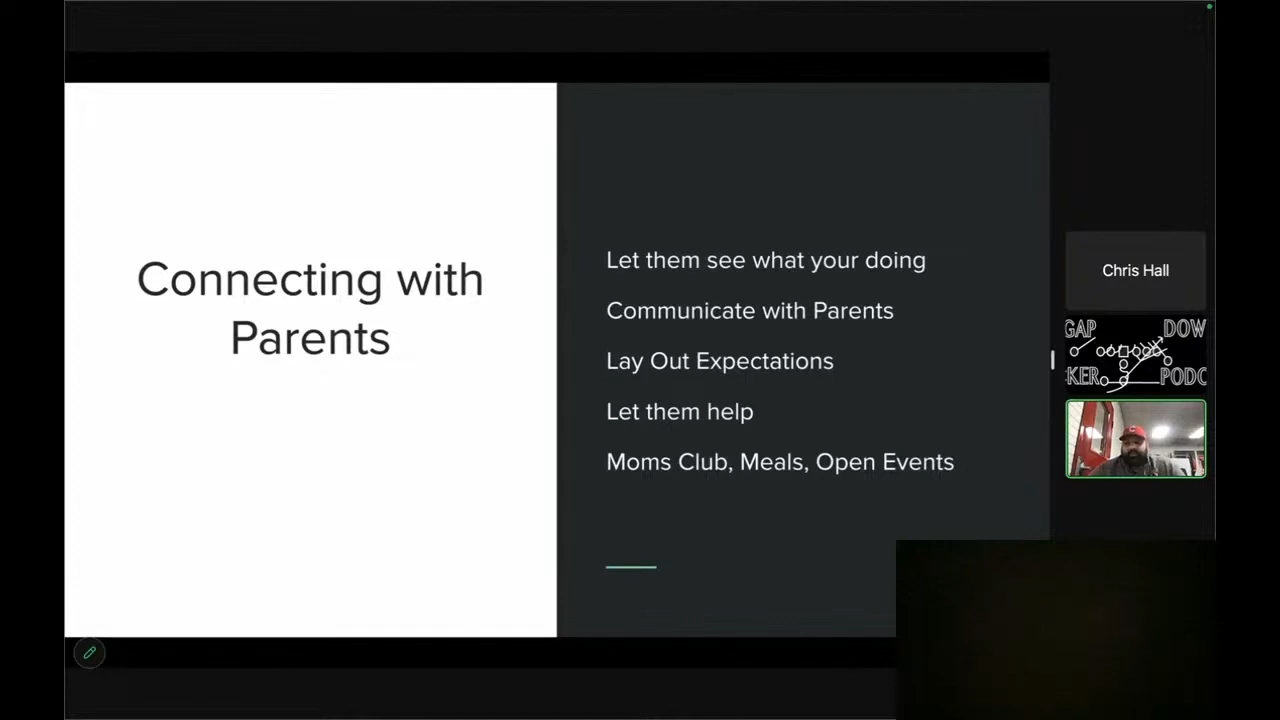 Connecting with
Parents
Let them see what your doing
Communicate with Parents
Lay Out Expectations
Let them help
Moms Club, Meals, Open Events
Chris Hall
GAP DOW
KER PODC